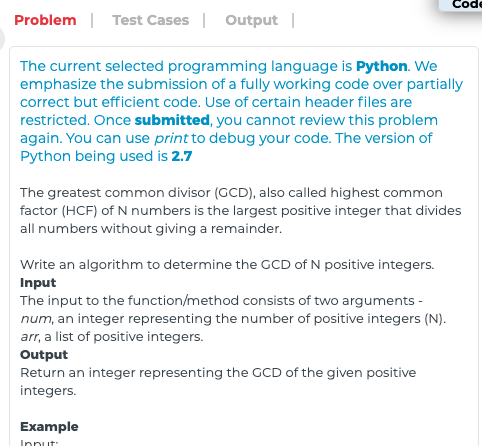 Code
Problem | Test Cases | Output |
The current selected programming language is Python. We
emphasize the submission of a fully working code over partially
correct but efficient code. Use of certain header files are
restricted. Once submitted, you cannot review this problem
again. You can use print to debug your code. The version of
Python being used is 2.7
The greatest common divisor (GCD), also called highest common
factor (HCF) of N numbers is the largest positive integer that divides
all numbers without giving a remainder.
Write an algorithm to determine the GCD of N positive integers.
Input
The input to the function/method consists of two arguments -
num, an integer representing the number of positive integers (N).
arr, a list of positive integers.
Output
Return an integer representing the GCD of the given positive
integers.
Example
Input: